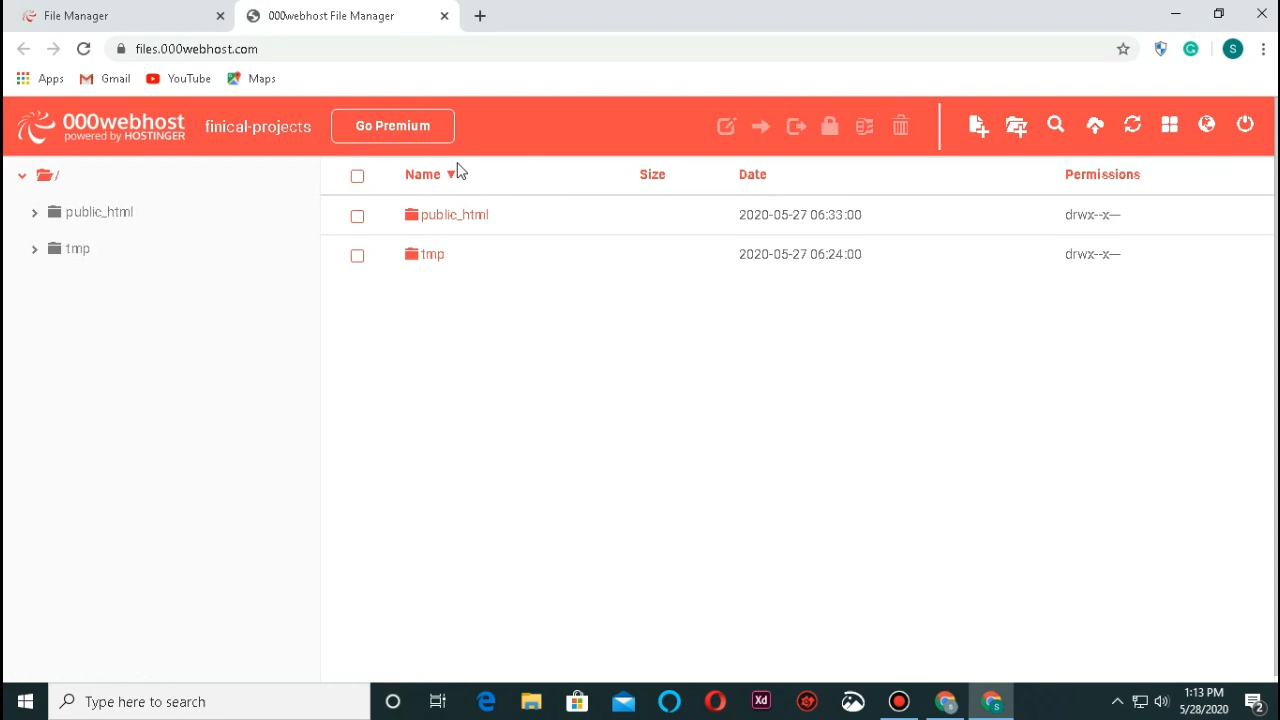 File Manager
000webhost File Manager
files.000webhost.com
S
Apps
Gmail
YouTube
Maps
000webhost
powered by HOSTINGER
finical-projects
Go Premium
/
public_html
tmp
Name
Size
Date
Permissions
public_html
2020-05-27 06:33:00
drwx--x---
tmp
2020-05-27 06:24:00
drwx--x---
Type here to search
Xd
S
1:13 PM
5/28/2020
2